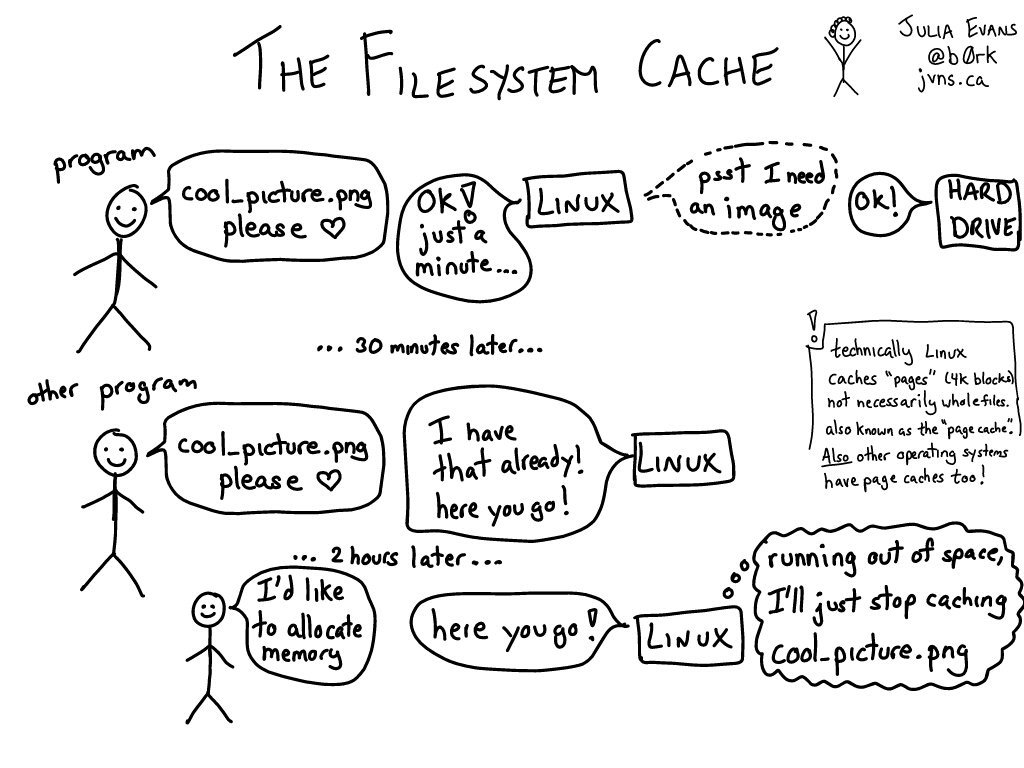 THE FILESYSTEM CACHE
JULIA EVANS
@b0rk
jvns.ca
program
cool_picture.png
please ♡
OK!
just a
minute...
LINUX
psst I need
an image
OK!
HARD
DRIVE
... 30 minutes later...
!
technically LINUX
caches "pages" (4k blocks)
not necessarily whole files.
also known as the "page cache".
Also other operating systems
have page caches too!
other program
cool_picture.png
please ♡
I have
that already!
here you go!
LINUX
... 2 hours later...
I'd like
to allocate
memory
here you go!
LINUX
running out of space,
I'll just stop caching
cool_picture.png